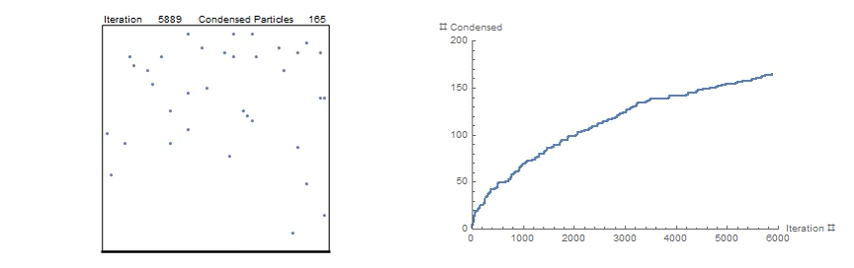 Iteration 5889 Condensed Particles 165
# Condensed
200
150
100
50
0
0 1000 2000 3000 4000 5000 6000
Iteration #